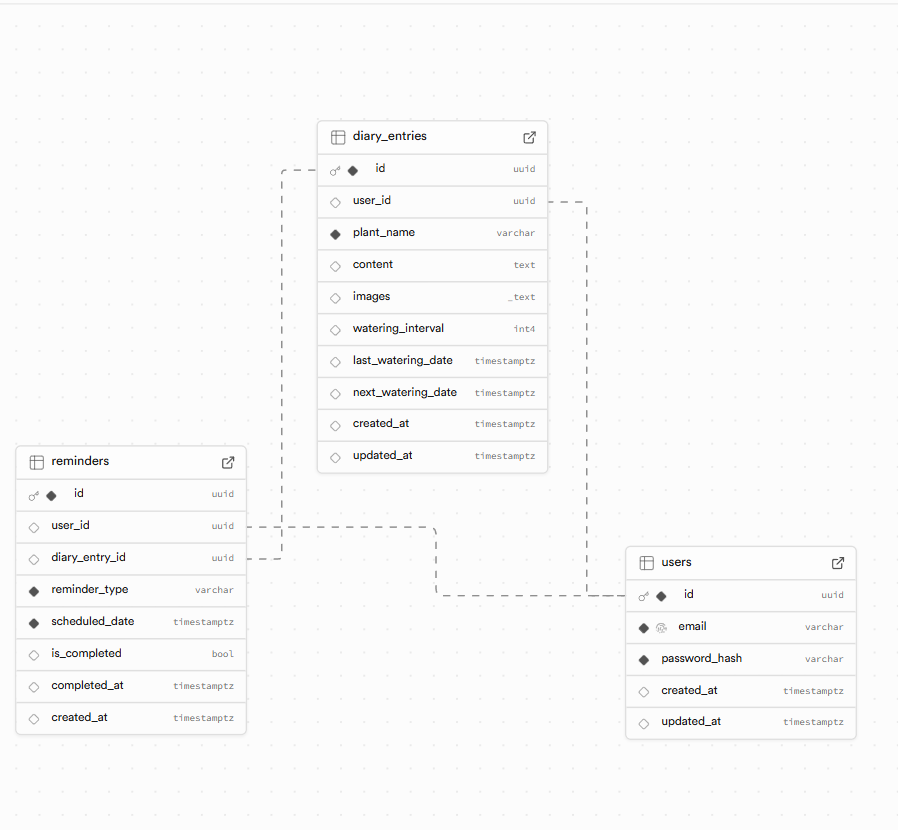 diary_entries
id uuid
user_id uuid
plant_name varchar
content text
images _text
watering_interval int4
last_watering_date timestamptz
next_watering_date timestamptz
created_at timestamptz
updated_at timestamptz
reminders
id uuid
user_id uuid
diary_entry_id uuid
reminder_type varchar
scheduled_date timestamptz
is_completed bool
completed_at timestamptz
created_at timestamptz
users
id uuid
email varchar
password_hash varchar
created_at timestamptz
updated_at timestamptz